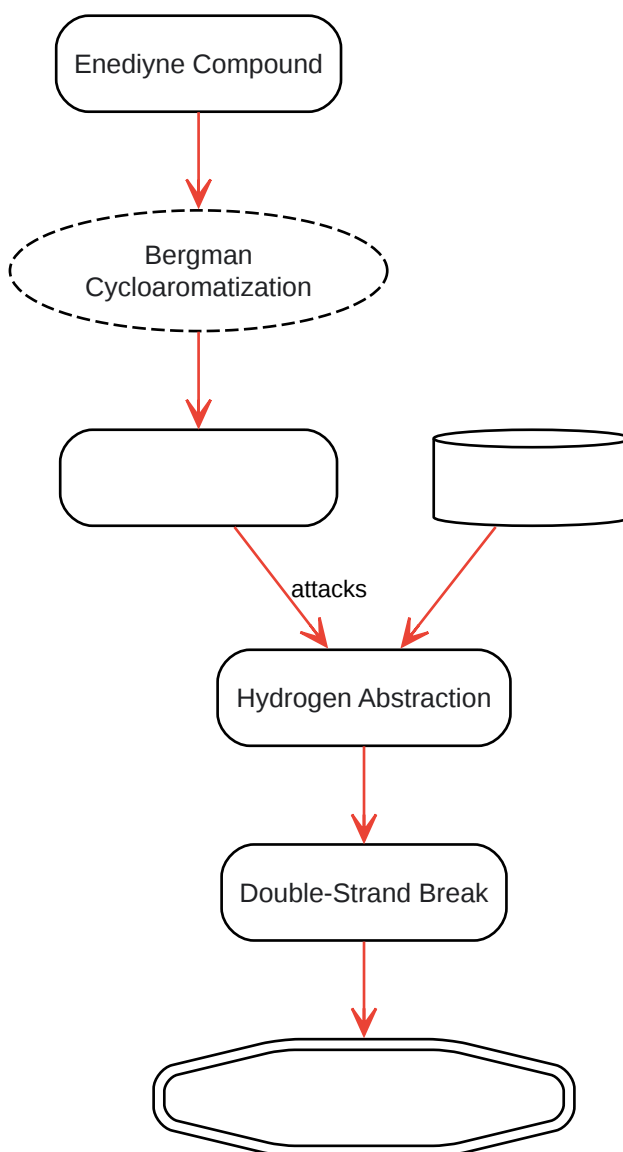 Enediyne Compound
Bergman
Cycloaromatization
attacks
Hydrogen Abstraction
Double-Strand Break